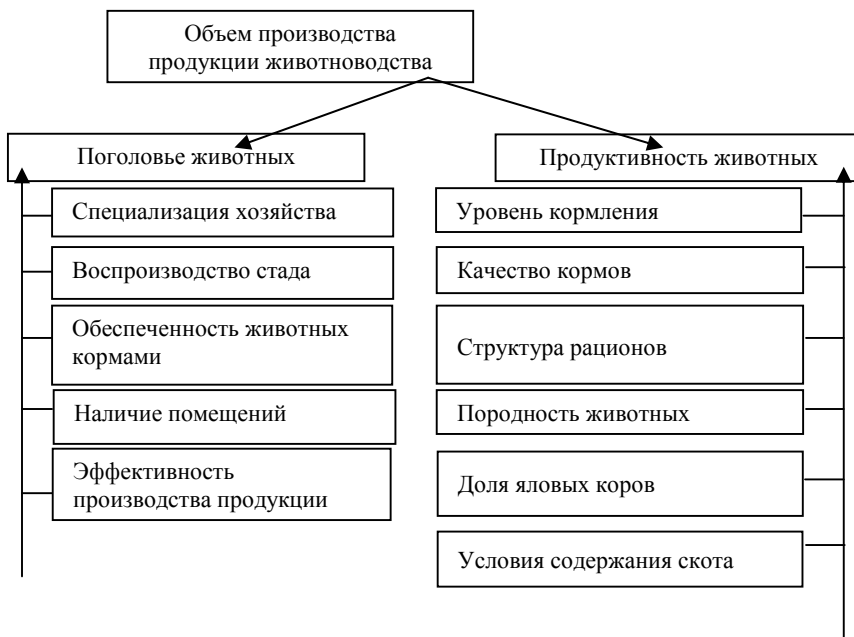 Объем производства
продукции животноводства
Поголовье животных
Продуктивность животных
Специализация хозяйства
Воспроизводство стада
Обеспеченность животных
кормами
Наличие помещений
Эффективность
производства продукции
Уровень кормления
Качество кормов
Структура рационов
Породность животных
Доля яловых коров
Условия содержания скота